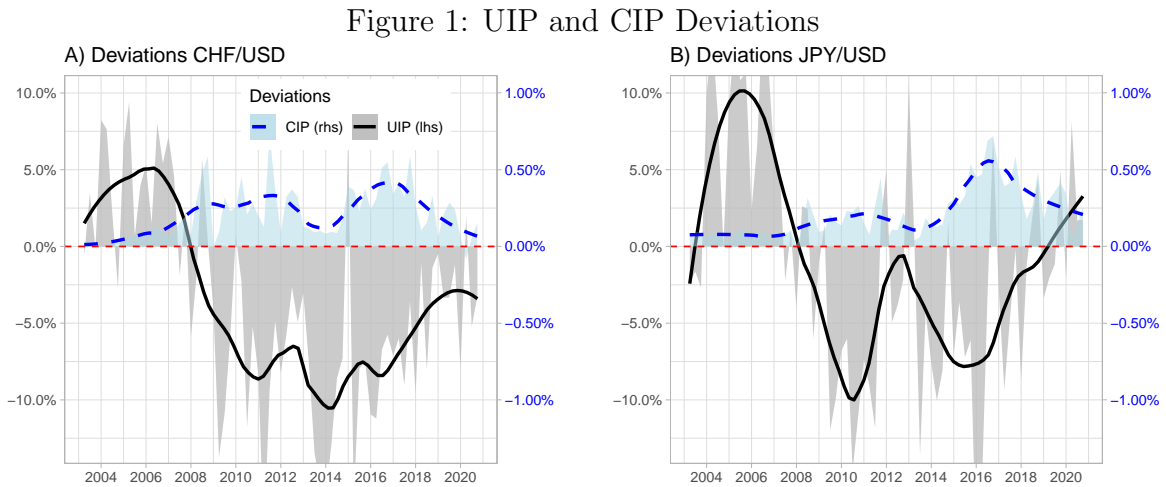 Figure 1: UIP and CIP Deviations
A) Deviations CHF/USD
10.0%
5.0%
0.0%
−5.0%
−10.0%
1.00%
0.50%
0.00%
−0.50%
−1.00%
Deviations
CIP (rhs) UIP (lhs)
2004 2006 2008 2010 2012 2014 2016 2018 2020
B) Deviations JPY/USD
10.0%
5.0%
0.0%
−5.0%
−10.0%
1.00%
0.50%
0.00%
−0.50%
−1.00%
2004 2006 2008 2010 2012 2014 2016 2018 2020